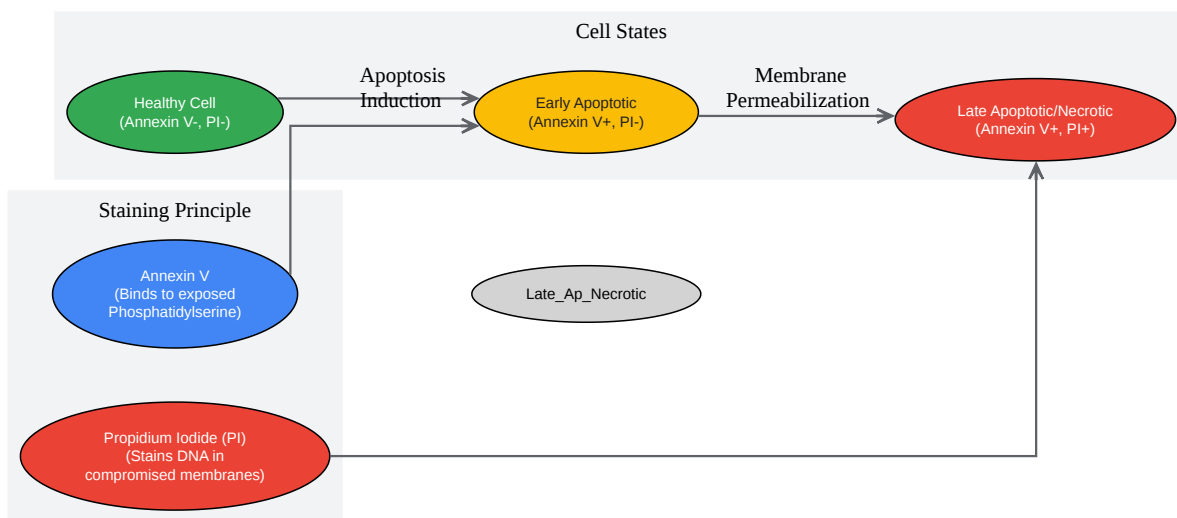 Cell States
Apoptosis
Induction
Membrane
Permeabilization
Healthy Cell
(Annexin V-, PI-)
Early Apoptotic
(Annexin V+, PI-)
Late Apoptotic/Necrotic
(Annexin V+, PI+)
Staining Principle
Annexin V
(Binds to exposed
Phosphatidylserine)
Late_Ap_Necrotic
Propidium Iodide (PI)
(Stains DNA in
compromised membranes)